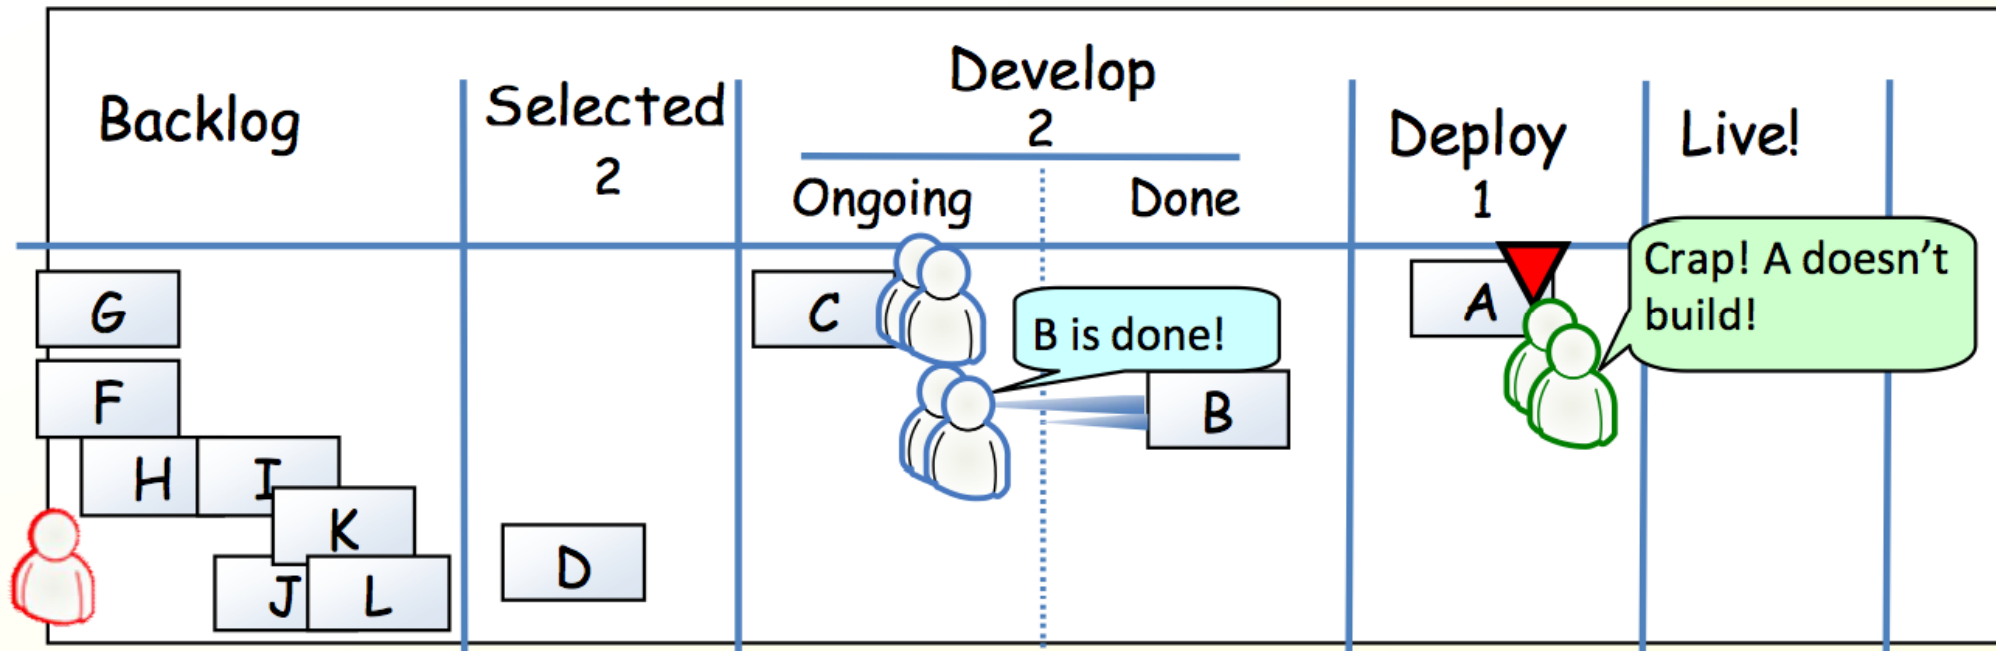 Backlog
Selected
2
Develop
2
Ongoing
Done
Deploy
1
Live!
G
F
H
I
K
J
L
D
C
B is done!
B
A
Crap! A doesn't
build!